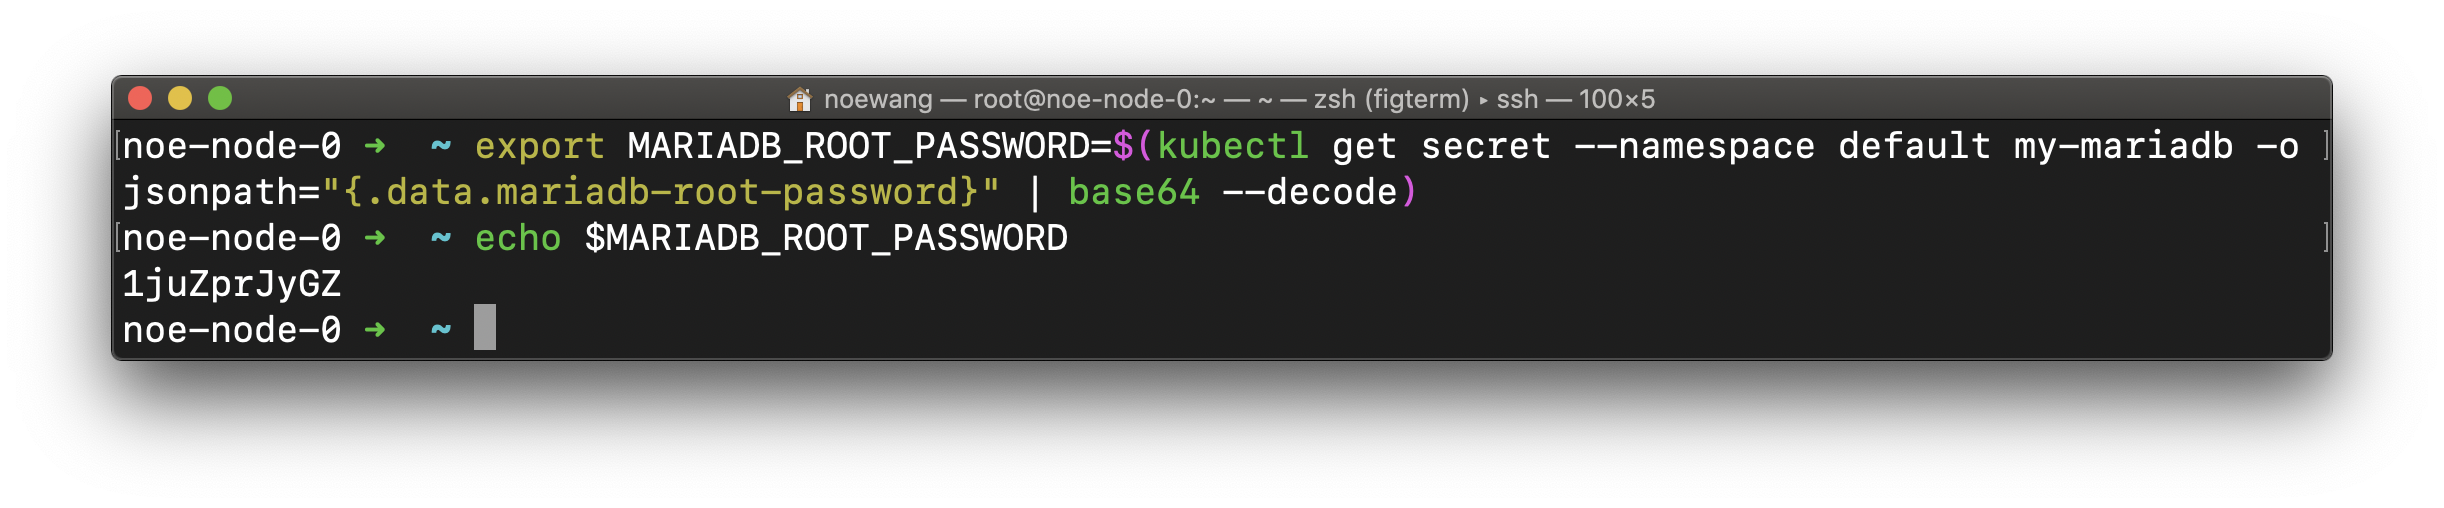 noewang — root@noe-node-0:~ — ~ — zsh (figterm) ▸ ssh — 100×5
noe-node-0 ➜  ~ export MARIADB_ROOT_PASSWORD=$(kubectl get secret --namespace default my-mariadb -o
jsonpath="{.data.mariadb-root-password}" | base64 --decode)
noe-node-0 ➜  ~ echo $MARIADB_ROOT_PASSWORD
1juZprJyGZ
noe-node-0 ➜  ~